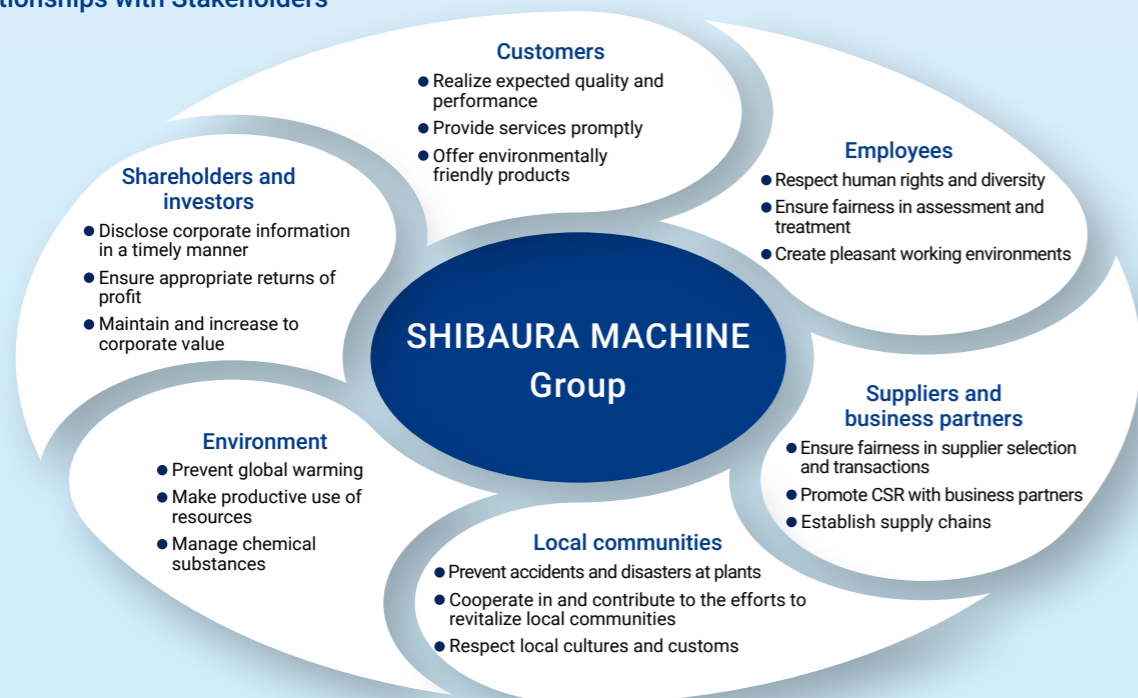 tionships with Stakeholders
Customers
● Realize expected quality and
performance
● Provide services promptly
● Offer environmentally
friendly products
Employees
● Respect human rights and diversity
● Ensure fairness in assessment and
treatment
● Create pleasant working environments
Suppliers and
business partners
● Ensure fairness in supplier selection
and transactions
● Promote CSR with business partners
● Establish supply chains
Local communities
● Prevent accidents and disasters at plants
● Cooperate in and contribute to the efforts to
revitalize local communities
● Respect local cultures and customs
Environment
● Prevent global warming
● Make productive use of
resources
● Manage chemical
substances
Shareholders and
investors
● Disclose corporate information
in a timely manner
● Ensure appropriate returns of
profit
● Maintain and increase to
corporate value
SHIBAURA MACHINE
Group